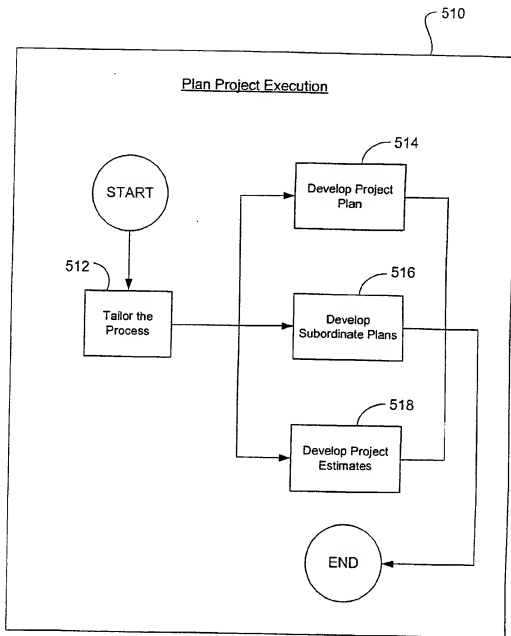 510
Plan Project Execution
START
512
Tailor the
Process
514
Develop Project
Plan
516
Develop
Subordinate Plans
518
Develop Project
Estimates
END